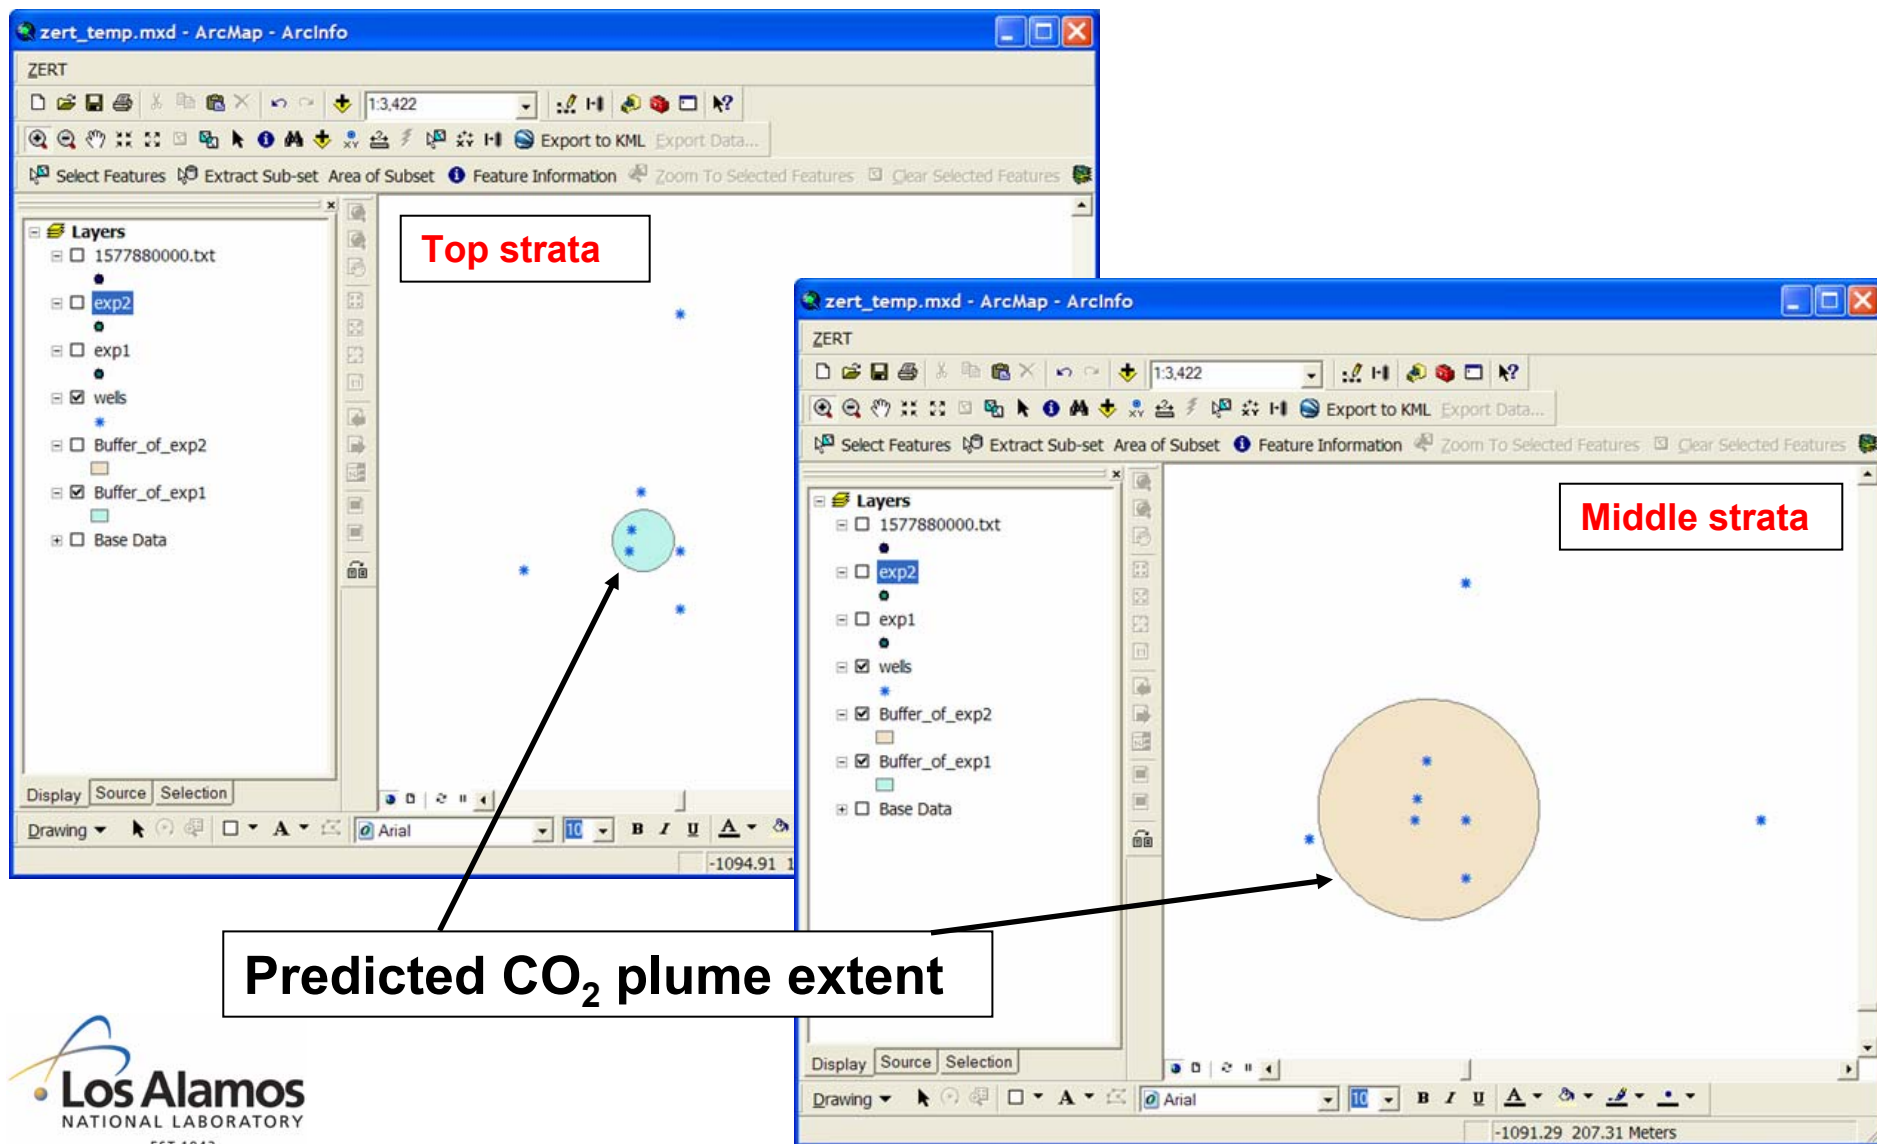 zert_temp.mxd - ArcMap - ArcInfo
ZERT
1:3,422
Export to KML Export Data...
Select Features Extract Sub-set Area of Subset Feature Information Zoom To Selected Features Clear Selected Features
Layers
1577880000.txt
exp2
exp1
wells
Buffer_of_exp2
Buffer_of_exp1
Base Data
Display Source Selection
Drawing A Arial 10 B I U A
-1094.91 1
Top strata
zert_temp.mxd - ArcMap - ArcInfo
ZERT
1:3,422
Export to KML Export Data...
Select Features Extract Sub-set Area of Subset Feature Information Zoom To Selected Features Clear Selected Features
Layers
1577880000.txt
exp2
exp1
wells
Buffer_of_exp2
Buffer_of_exp1
Base Data
Display Source Selection
Drawing A Arial 10 B I U A
-1091.29 207.31 Meters
Middle strata
Predicted CO₂ plume extent
Los Alamos
NATIONAL LABORATORY